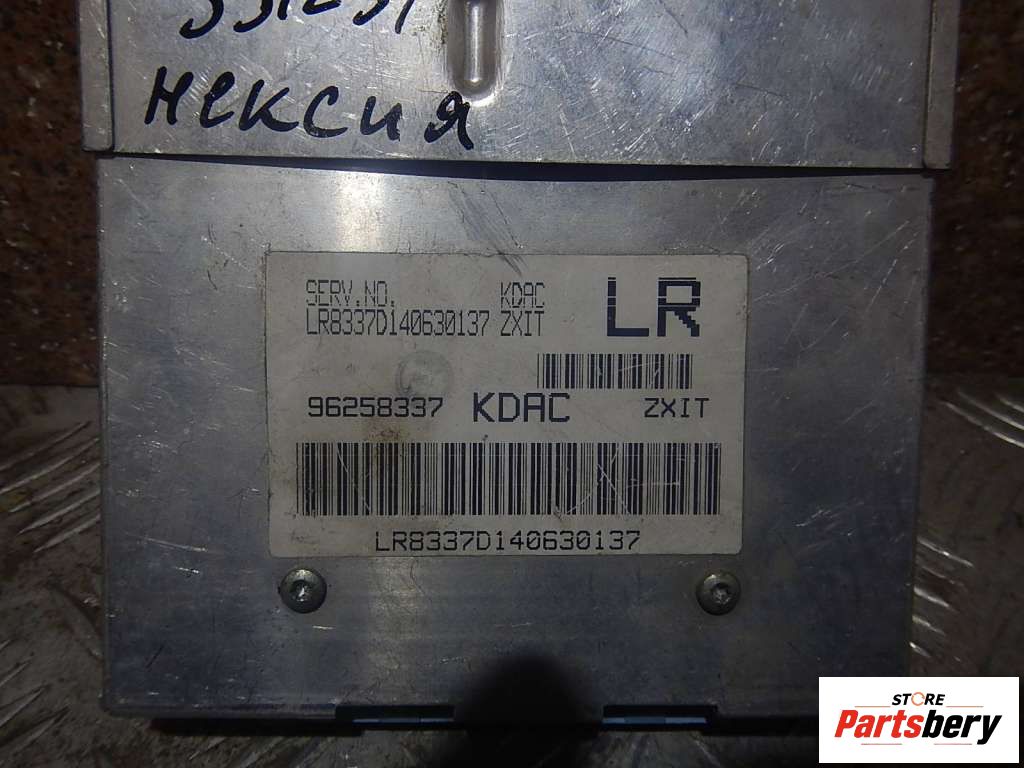 нексия
SERV.NO. KDAC
LR8337D140630137 ZXIT
LR
96258337 KDAC ZXIT
LR8337D140630137
STORE
Partsbery